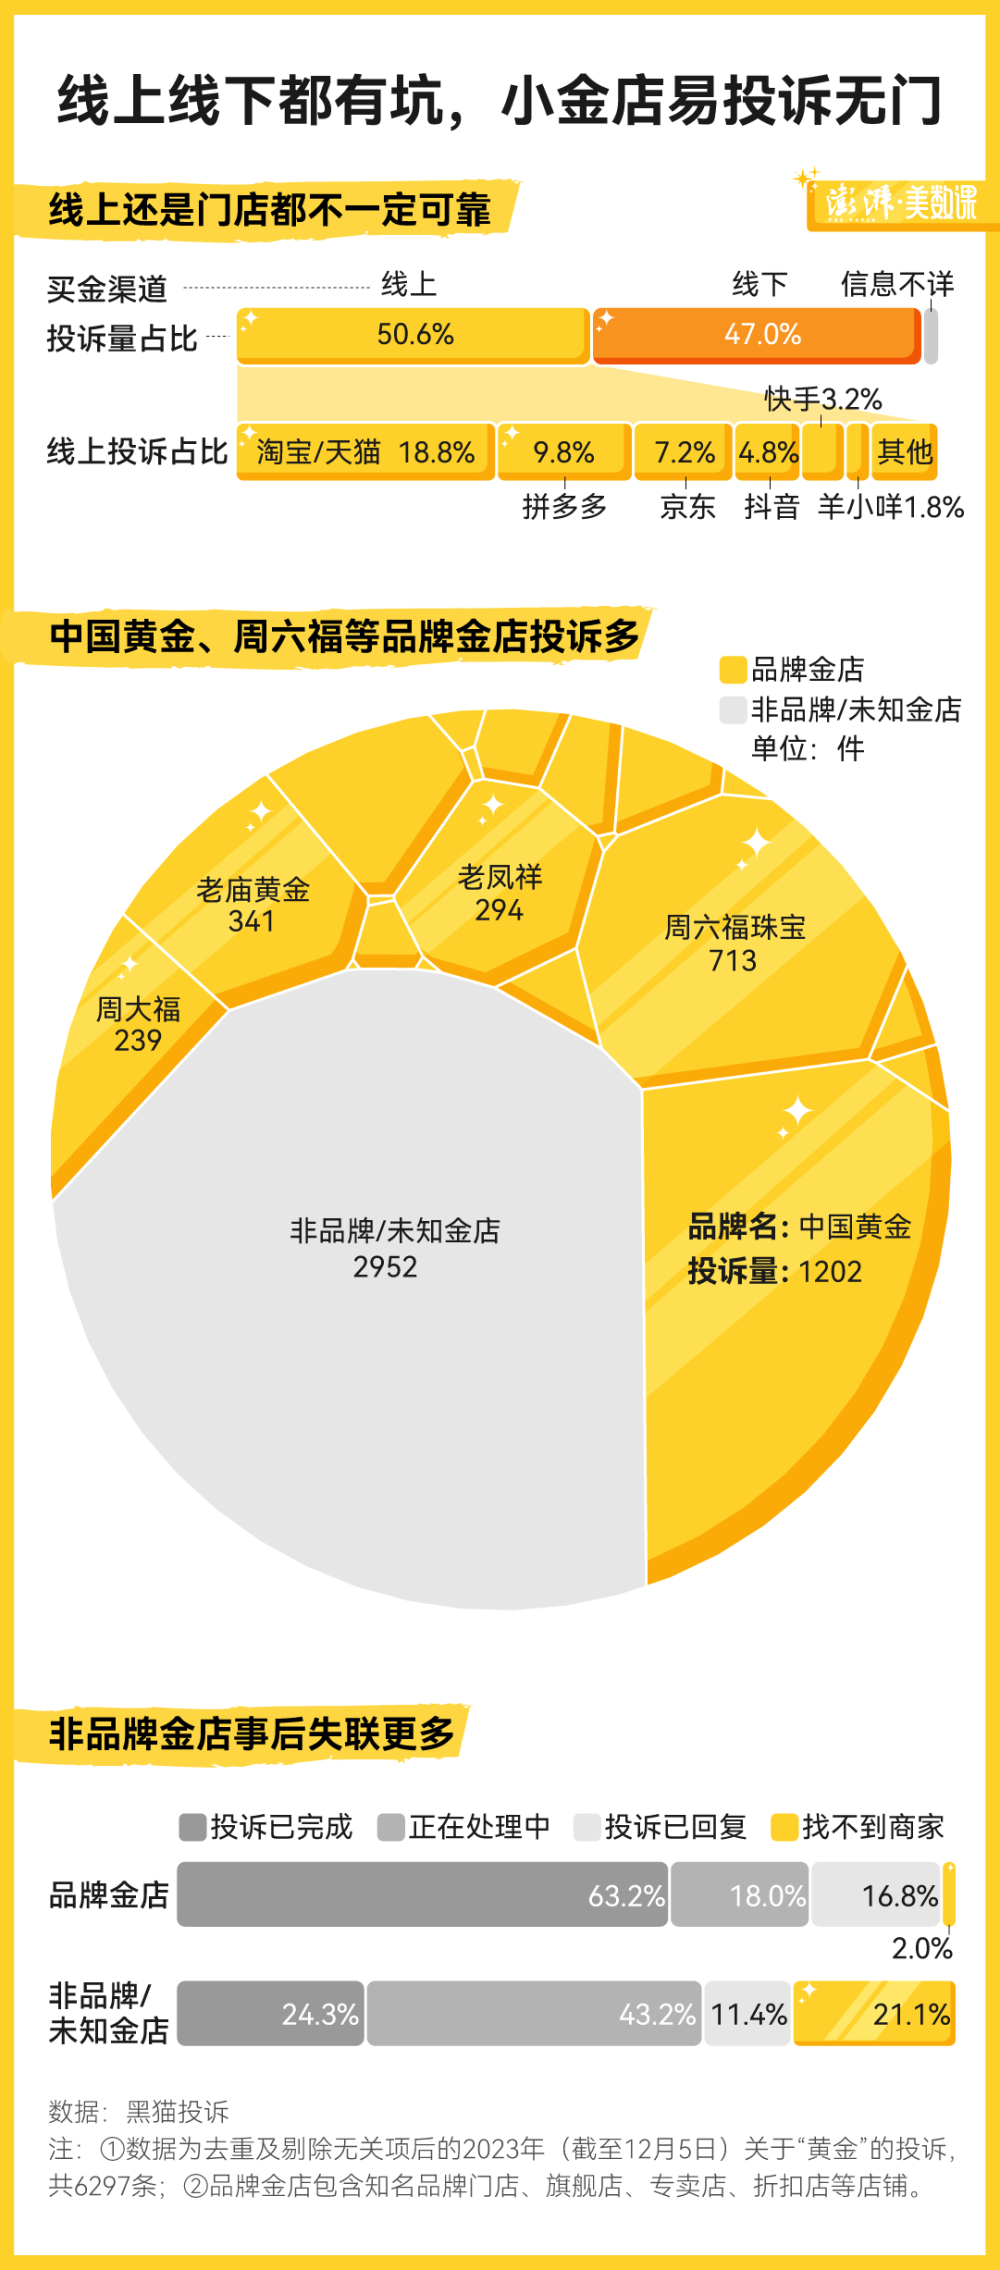 线上线下都有坑，小金店易投诉无门
线上还是门店都不一定可靠
澎湃·美数课
买金渠道 线上 线下 信息不详
投诉量占比 50.6% 47.0%
快手3.2%
线上投诉占比 淘宝/天猫 18.8% 9.8% 7.2% 4.8% 其他
拼多多 京东 抖音 羊小咩1.8%
中国黄金、周六福等品牌金店投诉多
品牌金店
非品牌/未知金店
单位：件
老庙黄金
341
老凤祥
294
周六福珠宝
713
周大福
239
非品牌/未知金店
2952
品牌名: 中国黄金
投诉量: 1202
非品牌金店事后失联更多
投诉已完成 正在处理中 投诉已回复 找不到商家
品牌金店 63.2% 18.0% 16.8%
2.0%
非品牌/
未知金店 24.3% 43.2% 11.4% 21.1%
数据：黑猫投诉
注：①数据为去重及剔除无关项后的2023年（截至12月5日）关于“黄金”的投诉，
共6297条；②品牌金店包含知名品牌门店、旗舰店、专卖店、折扣店等店铺。